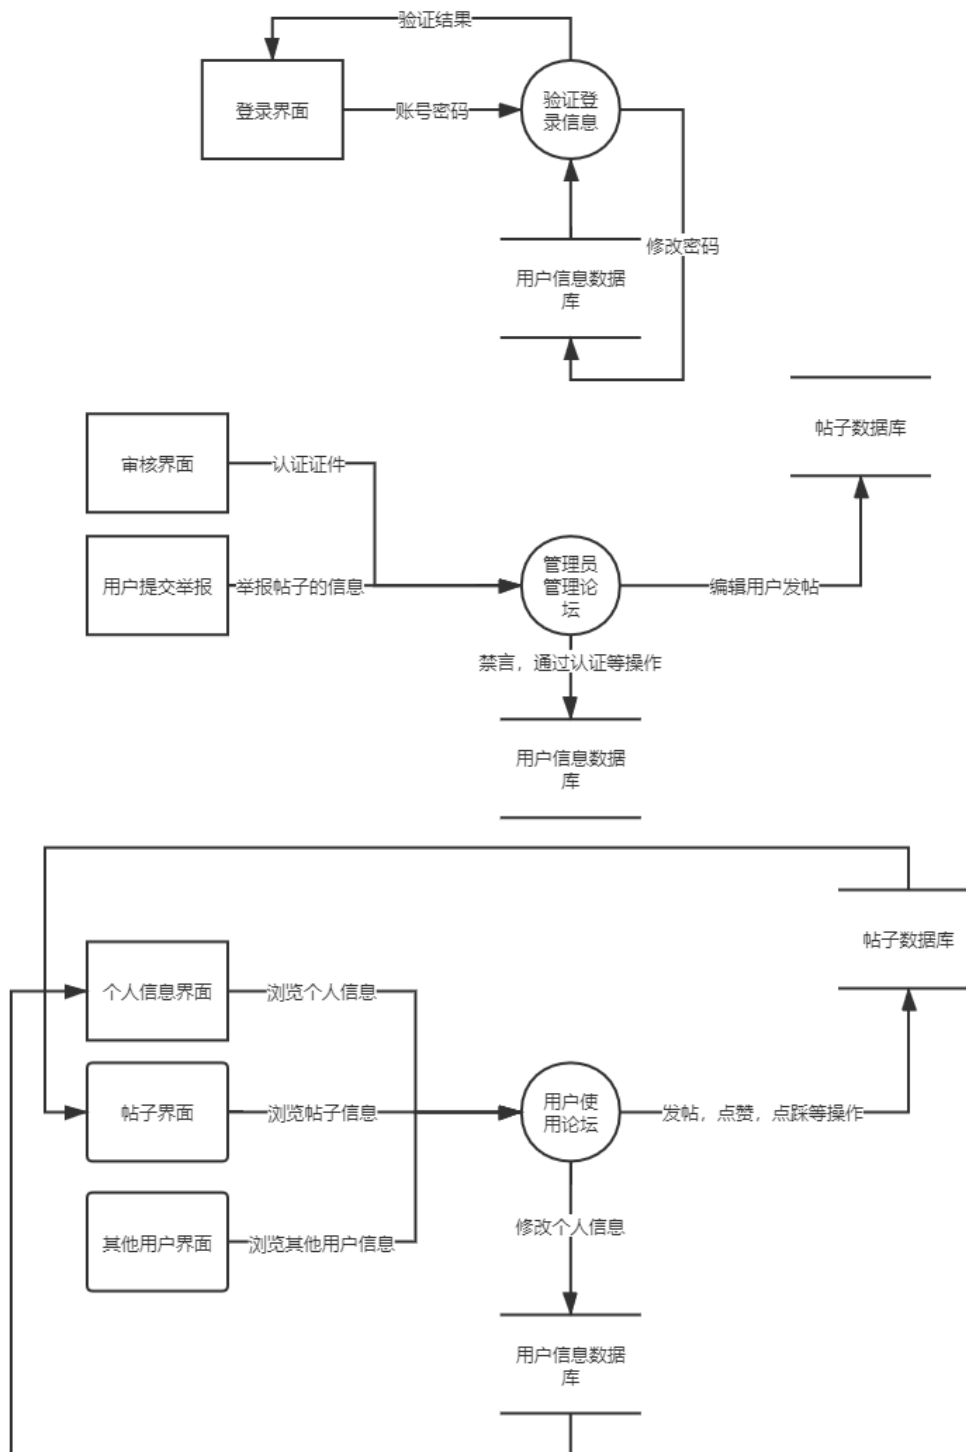 验证结果
登录界面
账号密码
验证登
录信息
修改密码
用户信息数据
库
帖子数据库
审核界面
认证证件
用户提交举报
举报帖子的信息
管理员
管理论
坛
编辑用户发帖
禁言，通过认证等操作
用户信息数据
库
帖子数据库
个人信息界面
浏览个人信息
帖子界面
浏览帖子信息
用户使
用论坛
发帖，点赞，点踩等操作
其他用户界面
浏览其他用户信息
修改个人信息
用户信息数据
库